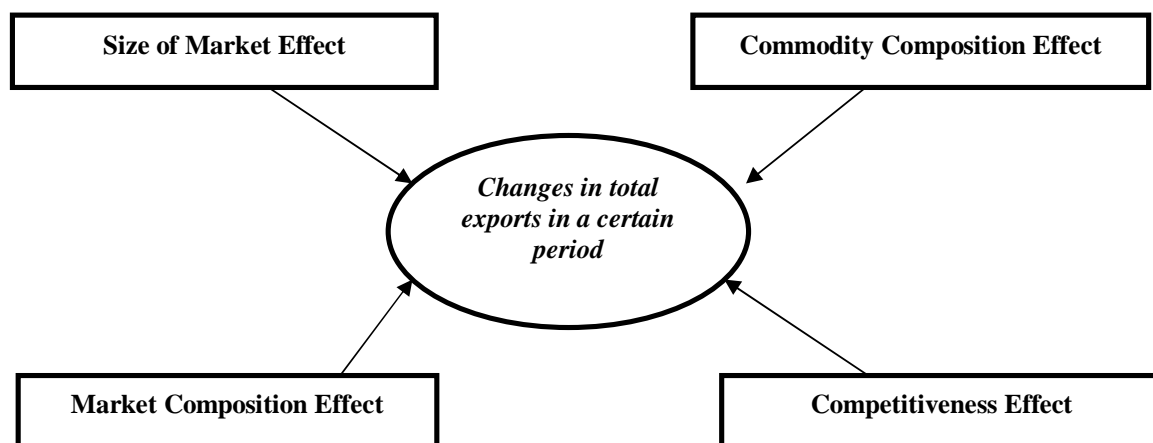 Size of Market Effect
Commodity Composition Effect
Changes in total
exports in a certain
period
Market Composition Effect
Competitiveness Effect